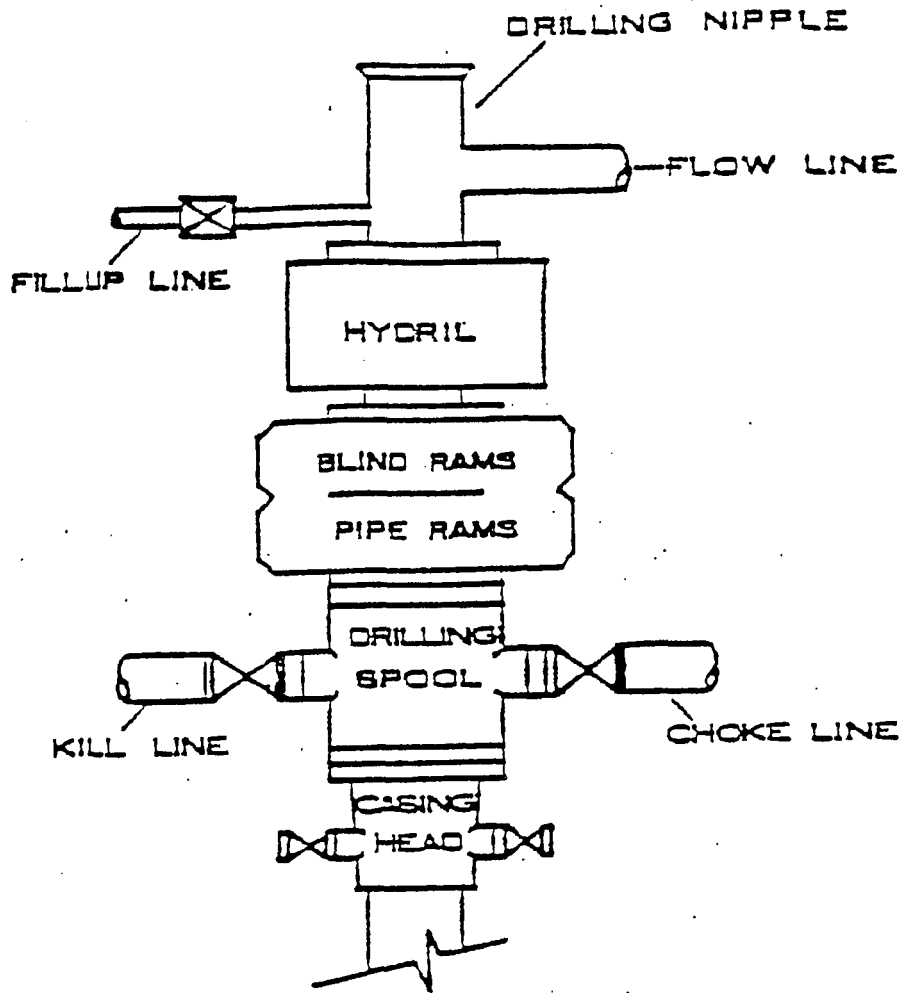 DRILLING NIPPLE
FLOW LINE
FILLUP LINE
HYDRIL
BLIND RAMS
PIPE RAMS
DRILLING
SPOOL
KILL LINE
CHOKE LINE
CASING
HEAD